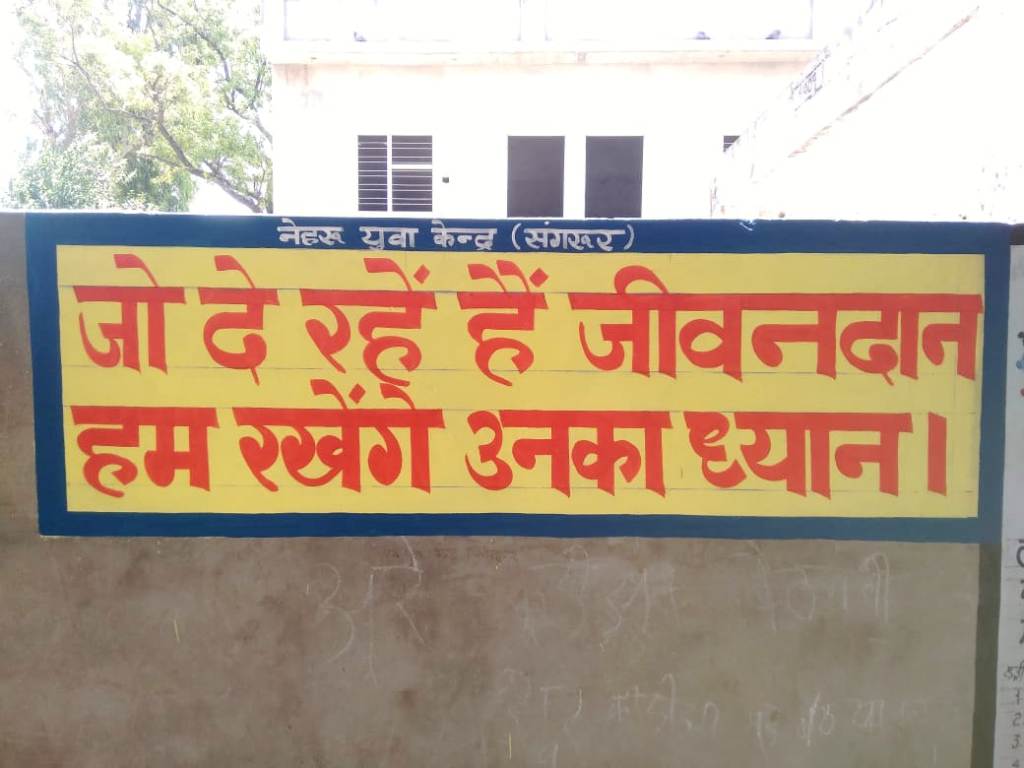 नेहरू युवा केन्द्र (संगरूर)
जो दे रहें हैं जीवनदान
हम रखेंगे उनका ध्यान।